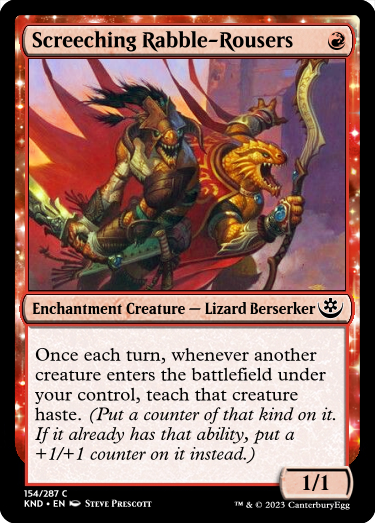 Screeching Rabble-Rousers
Enchantment Creature — Lizard Berserker
Once each turn, whenever another
creature enters the battlefield under
your control, teach that creature
haste. (Put a counter of that kind on it.
If it already has that ability, put a
+1/+1 counter on it instead.)
1/1
154/287 C
KND • EN Steve Prescott
™ & © 2023 CanterburyEgg